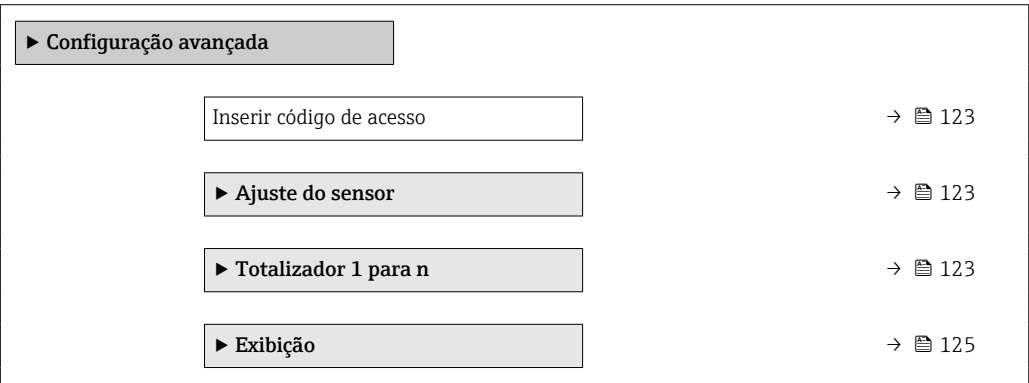 ▶ Configuração avançada
Inserir código de acesso → 🖺 123
▶ Ajuste do sensor → 🖺 123
▶ Totalizador 1 para n → 🖺 123
▶ Exibição → 🖺 125